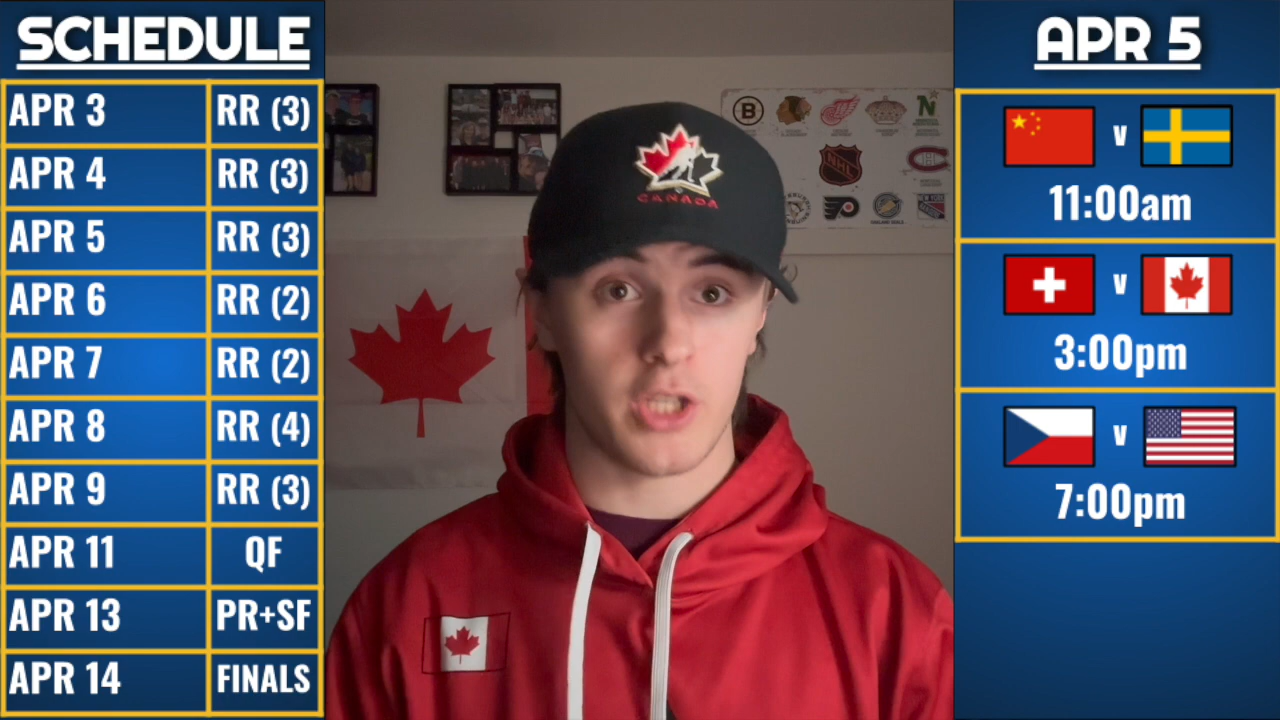 SCHEDULE
APR 3 RR (3)
APR 4 RR (3)
APR 5 RR (3)
APR 6 RR (2)
APR 7 RR (2)
APR 8 RR (4)
APR 9 RR (3)
APR 11 QF
APR 13 PR+SF
APR 14 FINALS
CANADA
B
N
NHL
APR 5
v
11:00am
v
3:00pm
v
7:00pm